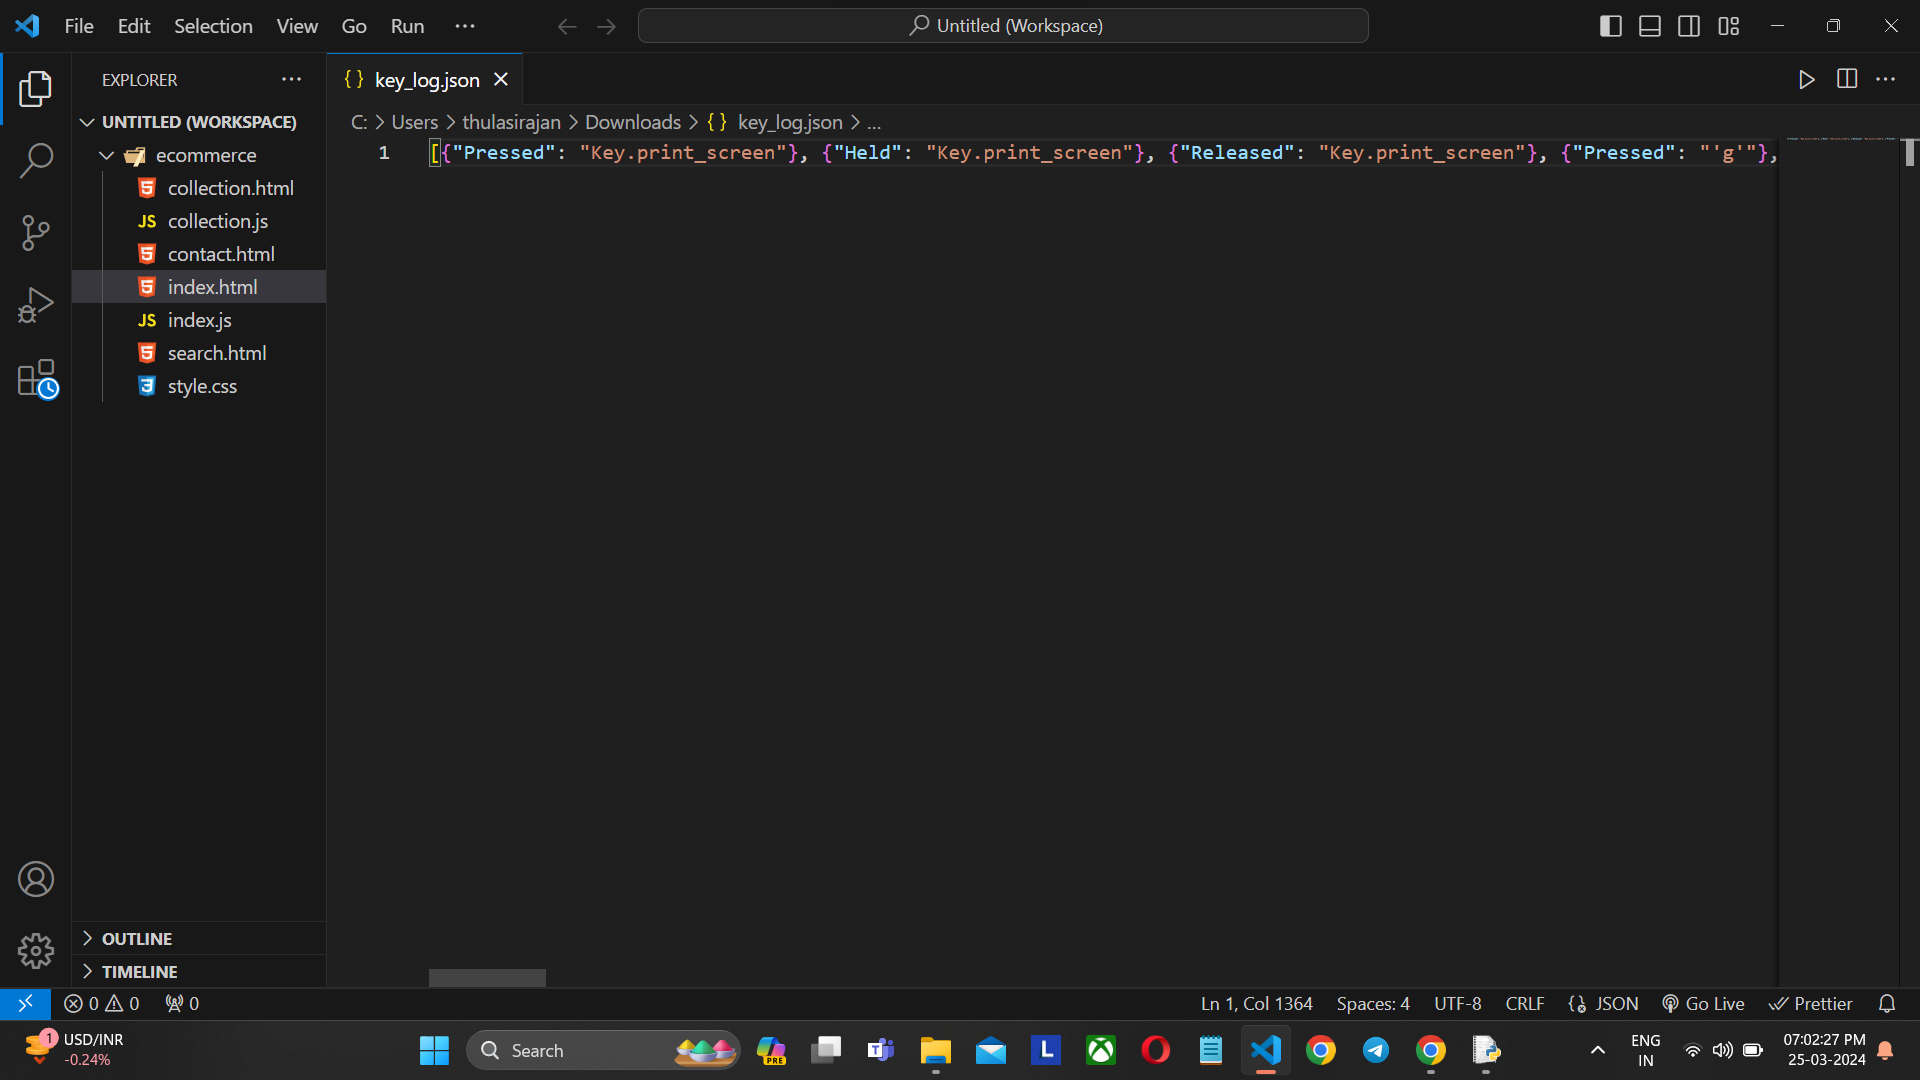 File Edit Selection View Go Run ···
Untitled (Workspace)
EXPLORER ···
UNTITLED (WORKSPACE)
ecommerce
collection.html
JS collection.js
contact.html
index.html
JS index.js
search.html
style.css
OUTLINE
TIMELINE
{} key_log.json
C: > Users > thulasirajan > Downloads > {} key_log.json > ...
1 [{"Pressed": "Key.print_screen"}, {"Held": "Key.print_screen"}, {"Released": "Key.print_screen"}, {"Pressed": "'g'"},
0 0 0
Ln 1, Col 1364 Spaces: 4 UTF-8 CRLF JSON Go Live Prettier
1 USD/INR
-0.24%
Search
PRE
L
ENG
IN
07:02:27 PM
25-03-2024